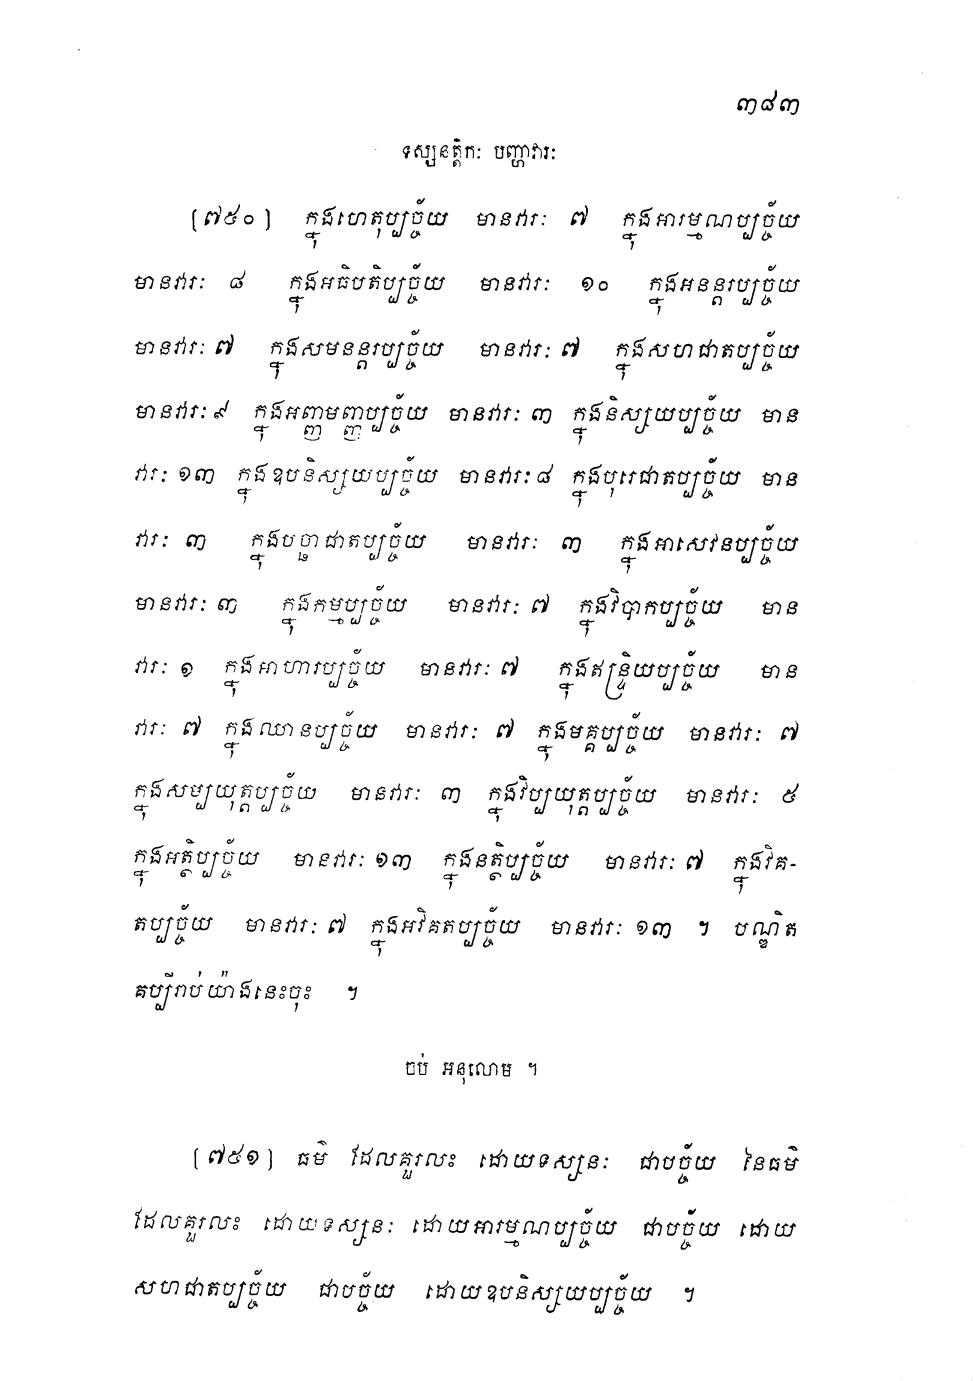 ៣៨៣
ទស្សនត្តិកៈ បញ្ហាវារៈ
(៧៥០) ក្នុងហេតុប្បច្ច័យ មានវារៈ ៧ ក្នុងអារម្មណប្បច្ច័យ
មានវារៈ ៨ ក្នុងអធិបតិប្បច្ច័យ មានវារៈ ១០ ក្នុងអនន្តរប្បច្ច័យ
មានវារៈ ៧ ក្នុងសមនន្តរប្បច្ច័យ មានវារៈ ៧ ក្នុងសហជាតប្បច្ច័យ
មានវារៈ ៩ ក្នុងអញ្ញមញ្ញប្បច្ច័យ មានវារៈ ៣ ក្នុងនិស្សយប្បច្ច័យ មាន
វារៈ ១៣ ក្នុងឧបនិស្សយប្បច្ច័យ មានវារៈ ៨ ក្នុងបុរេជាតប្បច្ច័យ មាន
វារៈ ៣ ក្នុងបច្ឆាជាតប្បច្ច័យ មានវារៈ ៣ ក្នុងអាសេវនប្បច្ច័យ
មានវារៈ ៣ ក្នុងកម្មប្បច្ច័យ មានវារៈ ៧ ក្នុងវិបាកប្បច្ច័យ មាន
វារៈ ១ ក្នុងអាហារប្បច្ច័យ មានវារៈ ៧ ក្នុងឥន្ទ្រិយប្បច្ច័យ មាន
វារៈ ៧ ក្នុងឈានប្បច្ច័យ មានវារៈ ៧ ក្នុងមគ្គប្បច្ច័យ មានវារៈ ៧
ក្នុងសម្បយុត្តប្បច្ច័យ មានវារៈ ៣ ក្នុងវិប្បយុត្តប្បច្ច័យ មានវារៈ ៥
ក្នុងអត្ថិប្បច្ច័យ មានវារៈ ១៣ ក្នុងនត្ថិប្បច្ច័យ មានវារៈ ៧ ក្នុងវិគ-
តប្បច្ច័យ មានវារៈ ៧ ក្នុងអវិគតប្បច្ច័យ មានវារៈ ១៣ ។ បណ្ឌិត
គប្បីរាប់យ៉ាងនេះចុះ ។
ចប់ អនុលោម ។
(៧៥១) ធម៌ ដែលគួរលះ ដោយទស្សនៈ ជាបច្ច័យ នៃធម៌
ដែលគួរលះ ដោយទស្សនៈ ដោយអារម្មណប្បច្ច័យ ជាបច្ច័យ ដោយ
សហជាតប្បច្ច័យ ជាបច្ច័យ ដោយឧបនិស្សយប្បច្ច័យ ។